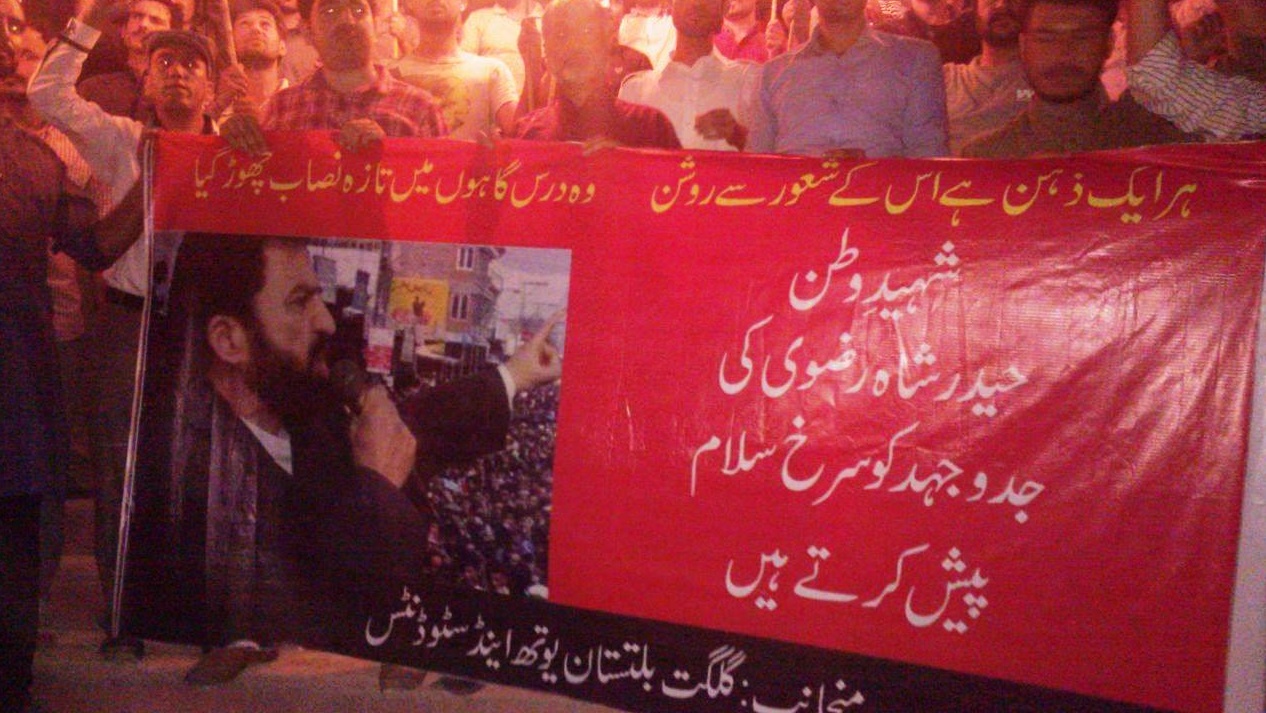 ہر ایک ذہن ہے اس کے شعور سے روشن    وہ درس گاہوں میں تازہ نصاب چھوڑ گیا
شہیدِ وطن
حیدر شاہ رضوی کی
جدوجہد کو سرخ سلام
پیش کرتے ہیں
منجانب: گلگت بلتستان یوتھ اینڈ سٹوڈنٹس